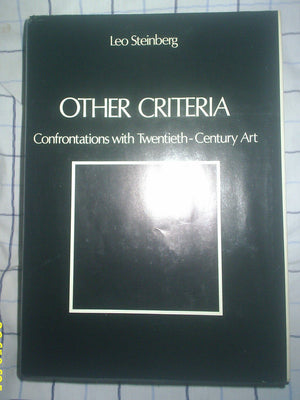 Leo Steinberg
OTHER CRITERIA
Confrontations with Twentieth-Century Art